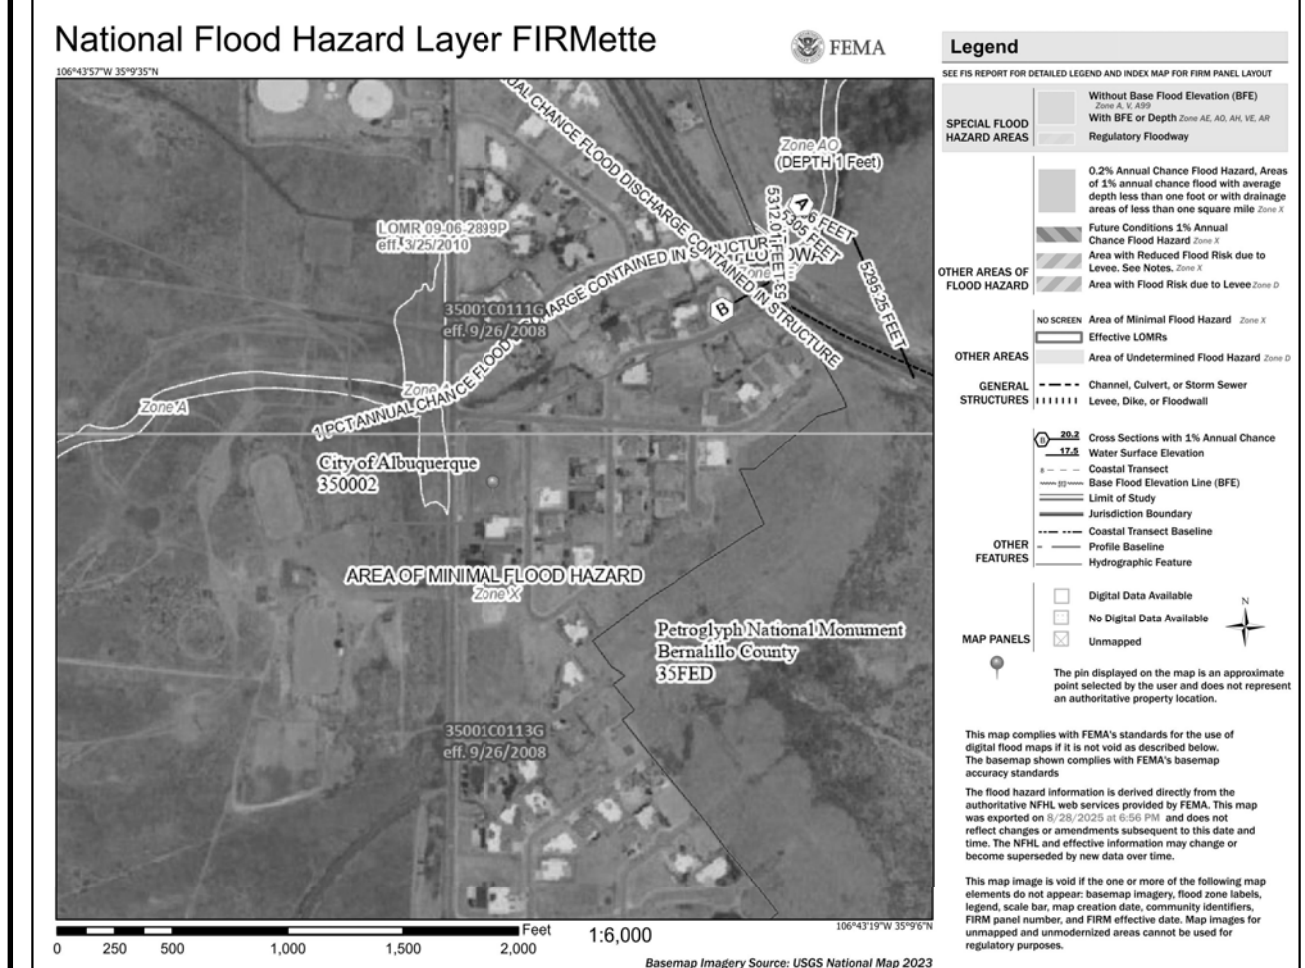 National Flood Hazard Layer FIRMette
FEMA
106°43'57"W 35°9'35"N
UAL CHANCE FLOOD DISCHARGE CONTAINED IN STRUCTURE
Zone AO
(DEPTH 1 Feet)
A
6 FEET
5305 FEET
5312.01 FEET
5295.25 FEET
LOMR 09-06-2899P
eff. 3/25/2010
B
35001C0111G
eff. 9/26/2008
Zone A
1 PCT ANNUAL CHANCE FLOOD DISCHARGE CONTAINED IN STRUCTUR
City of Albuquerque
350002
AREA OF MINIMAL FLOOD HAZARD
Zone X
Petroglyph National Monument
Bernalillo County
35FED
35001C0113G
eff. 9/26/2008
0 250 500 1,000 1,500 2,000 Feet
1:6,000
106°43'19"W 35°9'6"N
Basemap Imagery Source: USGS National Map 2023
Legend
SEE FIS REPORT FOR DETAILED LEGEND AND INDEX MAP FOR FIRM PANEL LAYOUT
SPECIAL FLOOD
HAZARD AREAS
Without Base Flood Elevation (BFE)
Zone A, V, A99
With BFE or Depth Zone AE, AO, AH, VE, AR
Regulatory Floodway
OTHER AREAS OF
FLOOD HAZARD
0.2% Annual Chance Flood Hazard, Areas
of 1% annual chance flood with average
depth less than one foot or with drainage
areas of less than one square mile Zone X
Future Conditions 1% Annual
Chance Flood Hazard Zone X
Area with Reduced Flood Risk due to
Levee. See Notes. Zone X
Area with Flood Risk due to Levee Zone D
OTHER AREAS
NO SCREEN Area of Minimal Flood Hazard Zone X
Effective LOMRs
Area of Undetermined Flood Hazard Zone D
GENERAL
STRUCTURES
Channel, Culvert, or Storm Sewer
Levee, Dike, or Floodwall
OTHER
FEATURES
B 20.2 Cross Sections with 1% Annual Chance
17.5 Water Surface Elevation
8 Coastal Transect
513 Base Flood Elevation Line (BFE)
Limit of Study
Jurisdiction Boundary
Coastal Transect Baseline
Profile Baseline
Hydrographic Feature
MAP PANELS
Digital Data Available
No Digital Data Available
Unmapped
N
The pin displayed on the map is an approximate
point selected by the user and does not represent
an authoritative property location.
This map complies with FEMA's standards for the use of
digital flood maps if it is not void as described below.
The basemap shown complies with FEMA's basemap
accuracy standards
The flood hazard information is derived directly from the
authoritative NFHL web services provided by FEMA. This map
was exported on 8/28/2025 at 6:56 PM and does not
reflect changes or amendments subsequent to this date and
time. The NFHL and effective information may change or
become superseded by new data over time.
This map image is void if the one or more of the following map
elements do not appear: basemap imagery, flood zone labels,
legend, scale bar, map creation date, community identifiers,
FIRM panel number, and FIRM effective date. Map images for
unmapped and unmodernized areas cannot be used for
regulatory purposes.